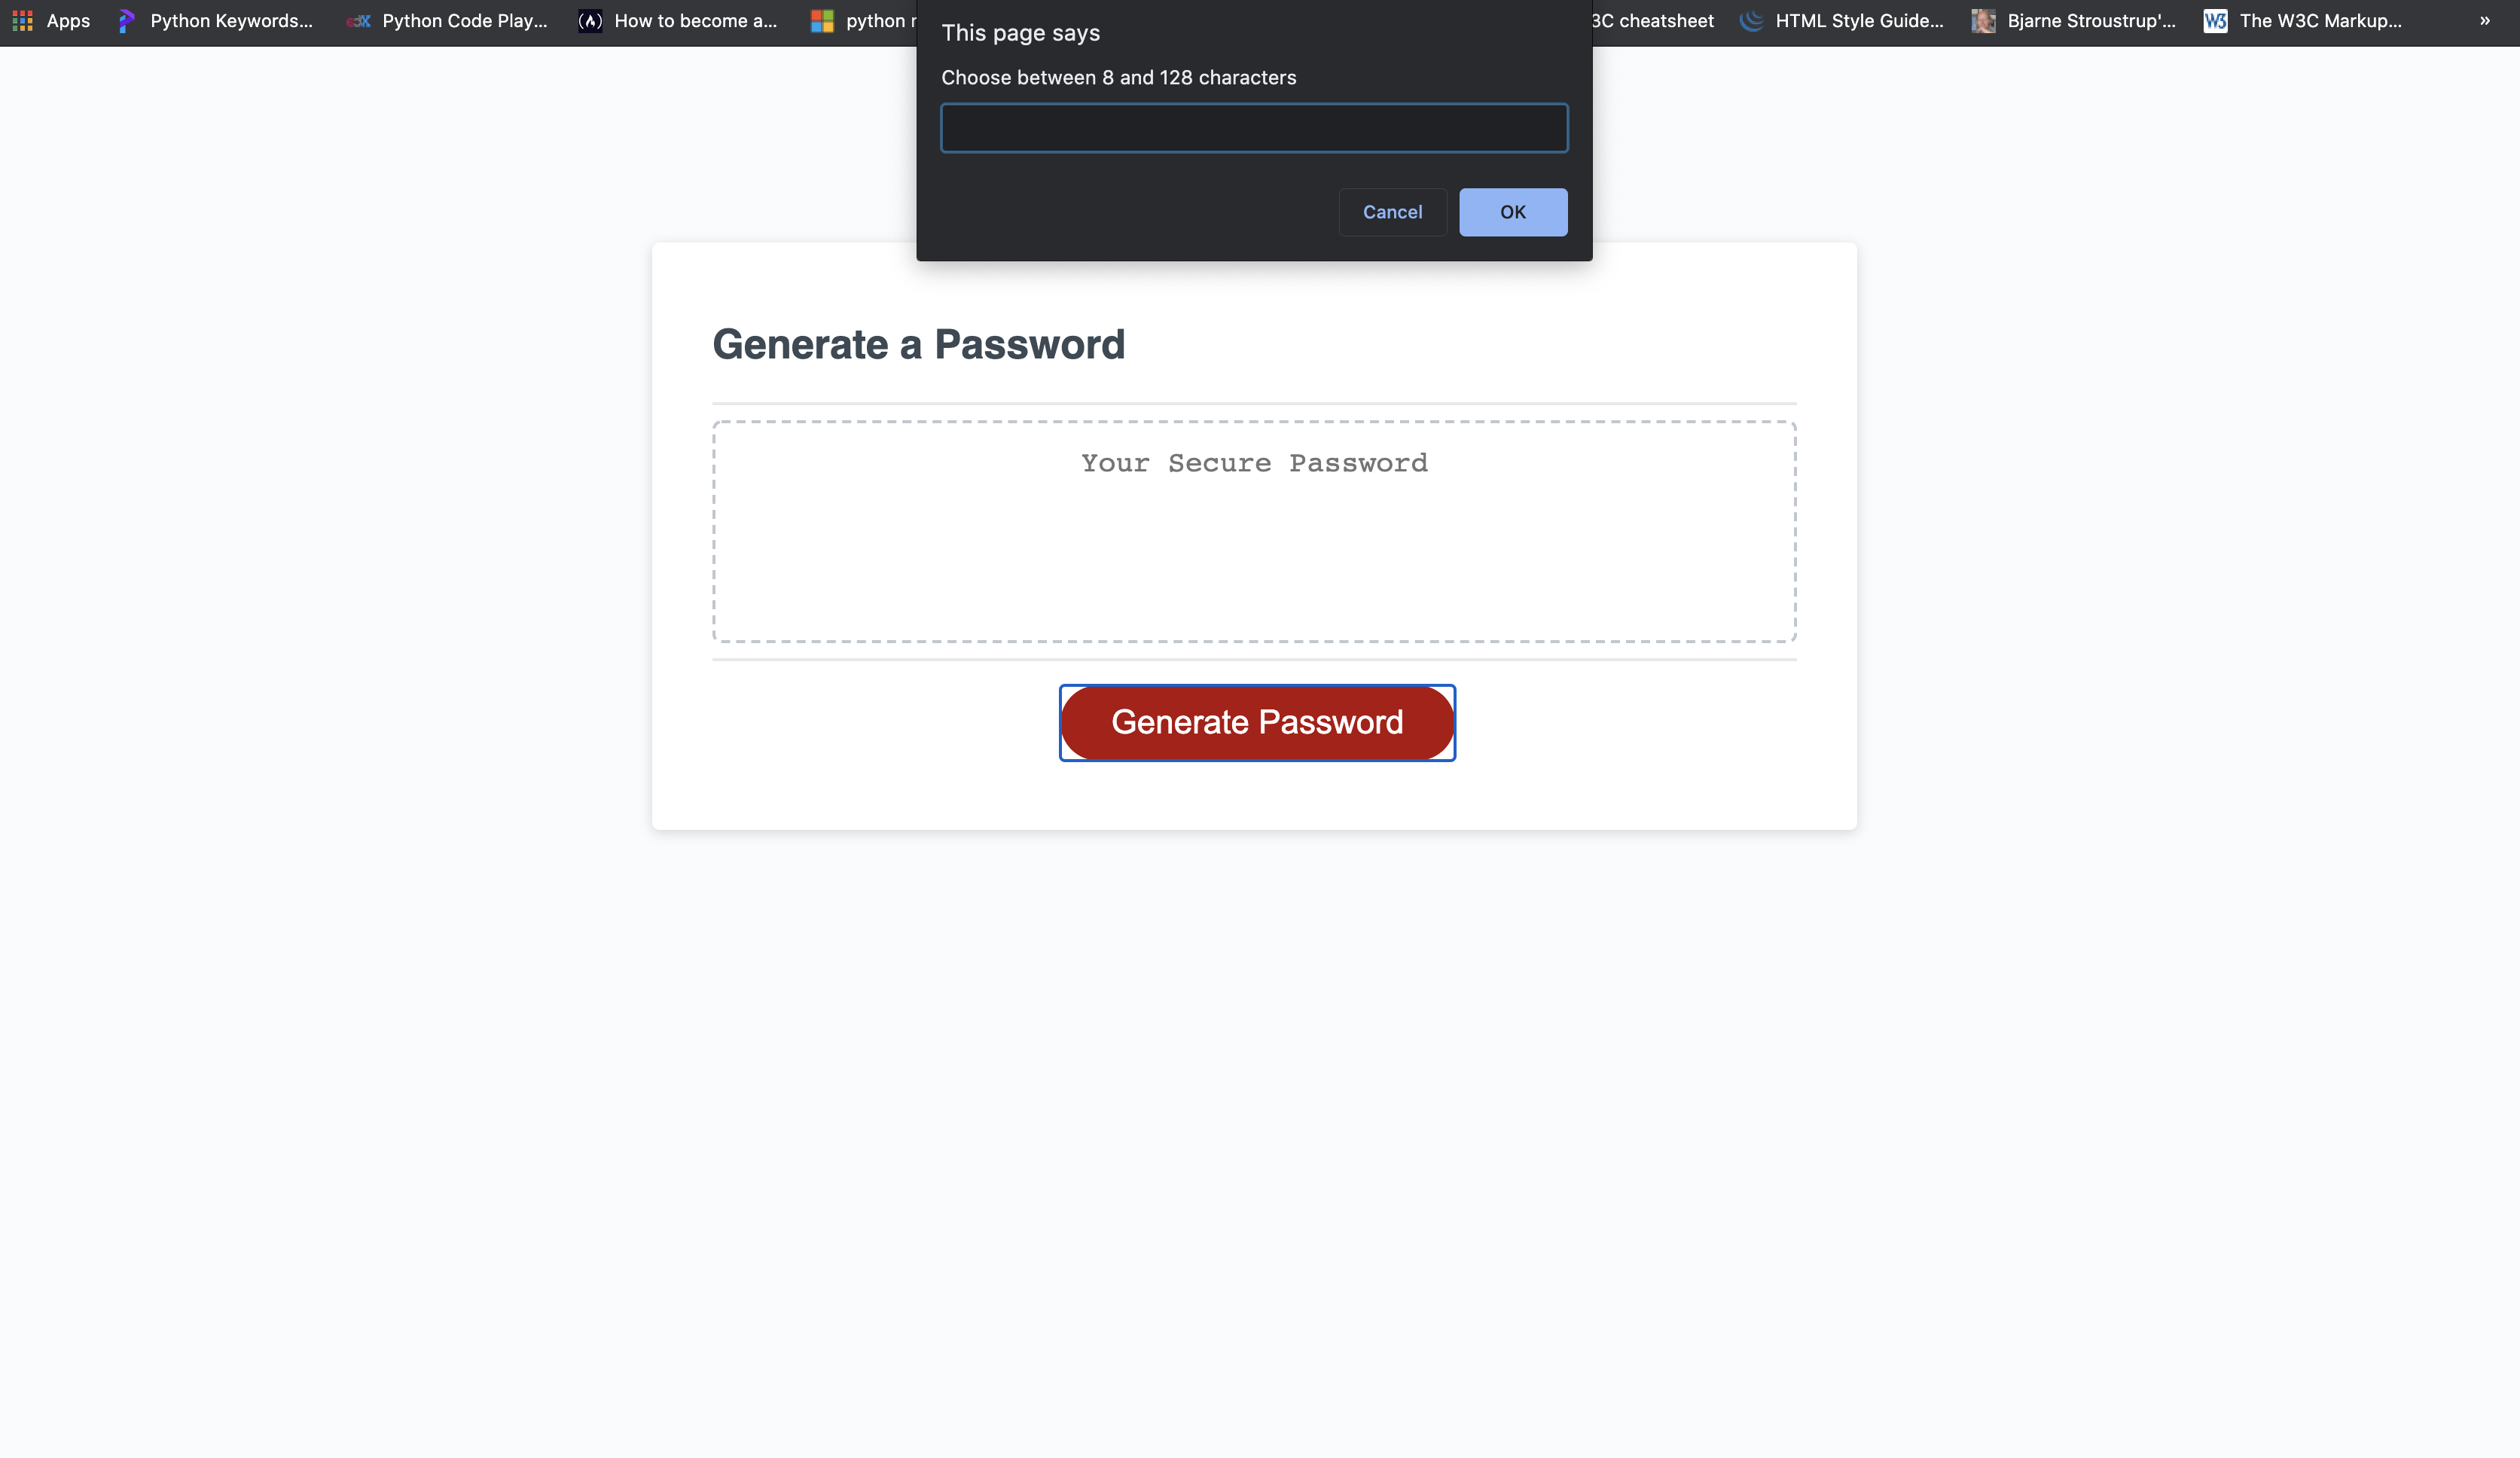 Apps Python Keywords... Python Code Play... How to become a... python 3C cheatsheet HTML Style Guide... Bjarne Stroustrup'... W3 The W3C Markup... »
This page says
Choose between 8 and 128 characters
Cancel OK
Generate a Password
Your Secure Password
Generate Password